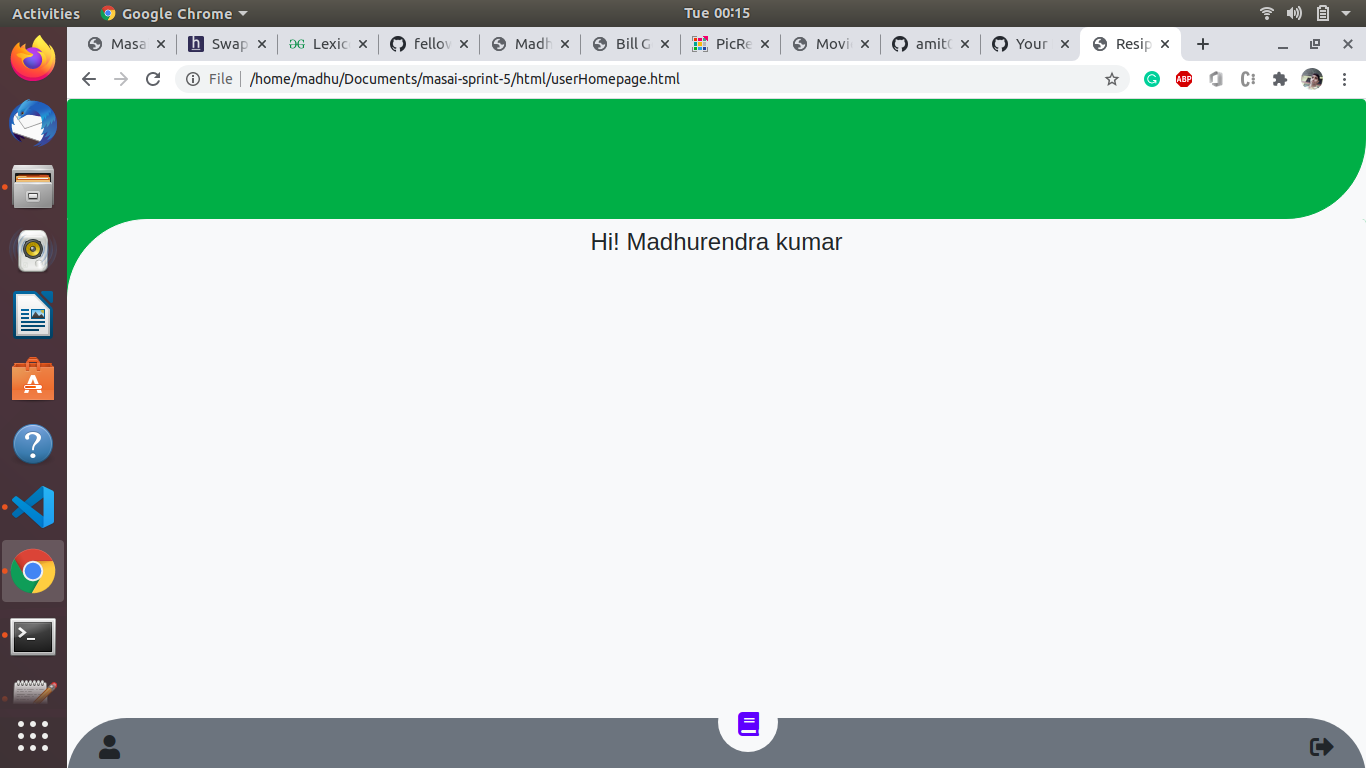 Activities Google Chrome Tue 00:15
Masa Swap Lexic fellov Madh Bill G PicRe Movi amit Your Resip
File /home/madhu/Documents/masai-sprint-5/html/userHomepage.html ABP
Hi! Madhurendra kumar